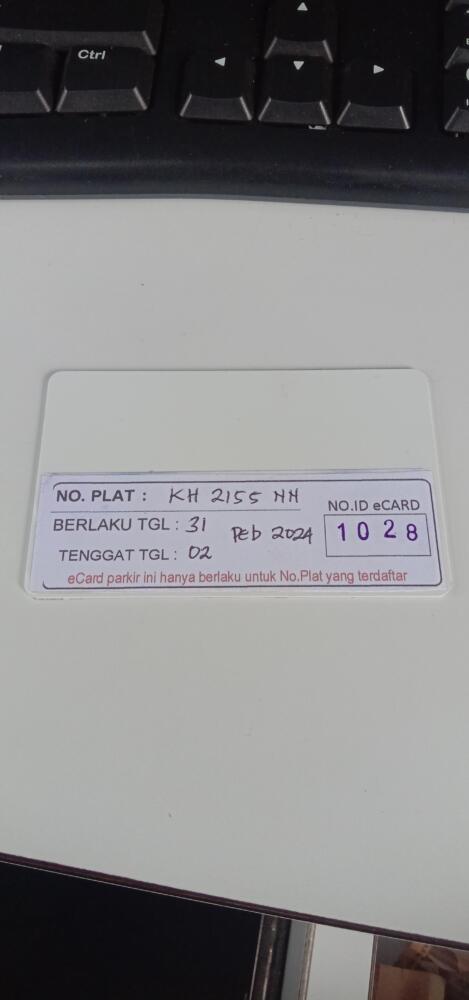 Ctrl
NO. PLAT : KH 2155 NH
NO.ID eCARD
BERLAKU TGL : 31 Peb 2024
1028
TENGGAT TGL : 02
eCard parkir ini hanya berlaku untuk No.Plat yang terdaftar